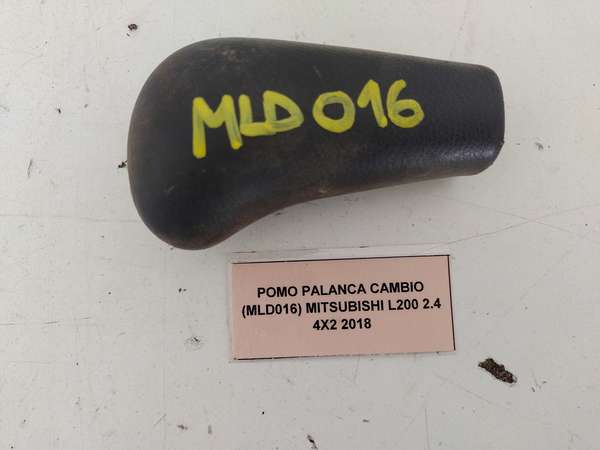 MLD016
POMO PALANCA CAMBIO
(MLD016) MITSUBISHI L200 2.4
4X2 2018